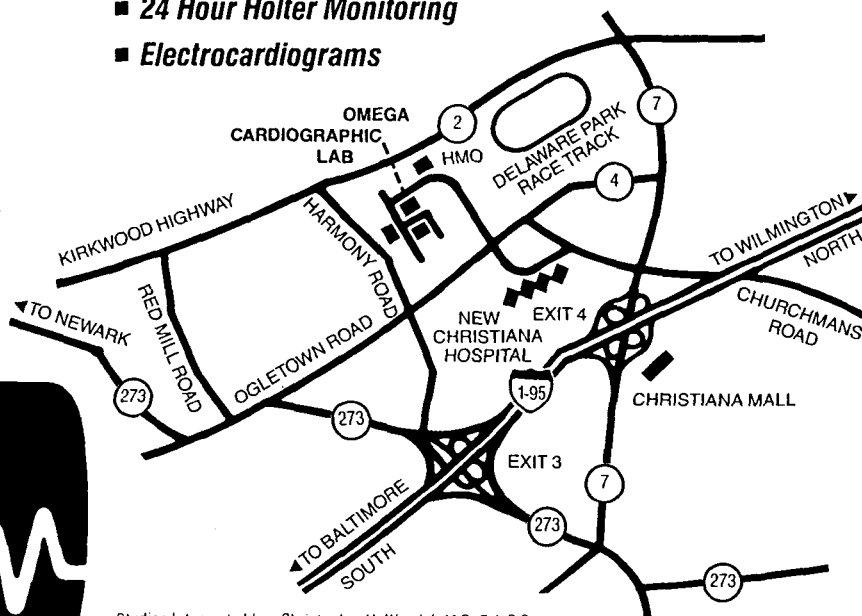 ■ 24 Hour Holter Monitoring
■ Electrocardiograms
OMEGA
CARDIOGRAPHIC
LAB
2
HMO
7
DELAWARE PARK
RACE TRACK
4
KIRKWOOD HIGHWAY
HARMONY ROAD
◄TO NEWARK
RED MILL ROAD
273
OGLETOWN ROAD
273
NEW
CHRISTIANA
HOSPITAL
EXIT 4
TO WILMINGTON►
NORTH
CHURCHMANS
ROAD
1-95
CHRISTIANA MALL
EXIT 3
7
◄TO BALTIMORE
SOUTH
273
273